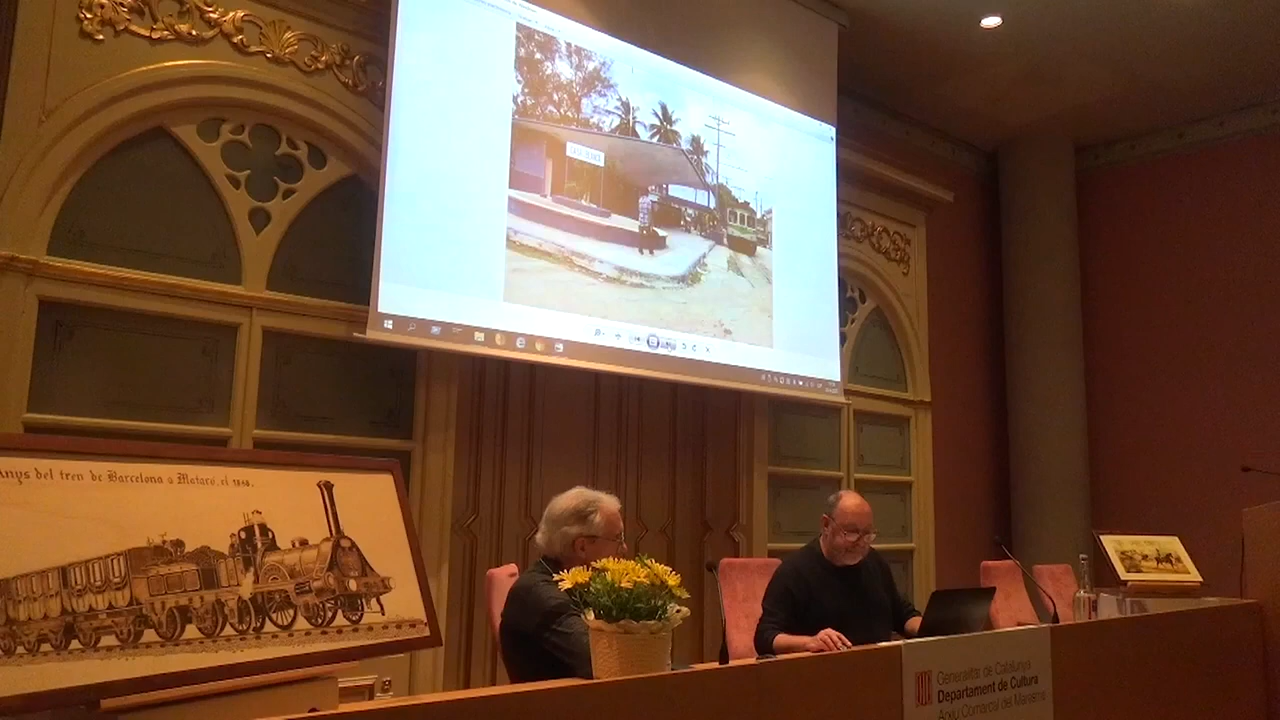 Anys del tren de Barcelona a Mataró, el 1848.
Generalitat de Catalunya
Departament de Cultura
Arxiu Comarcal del Maresme